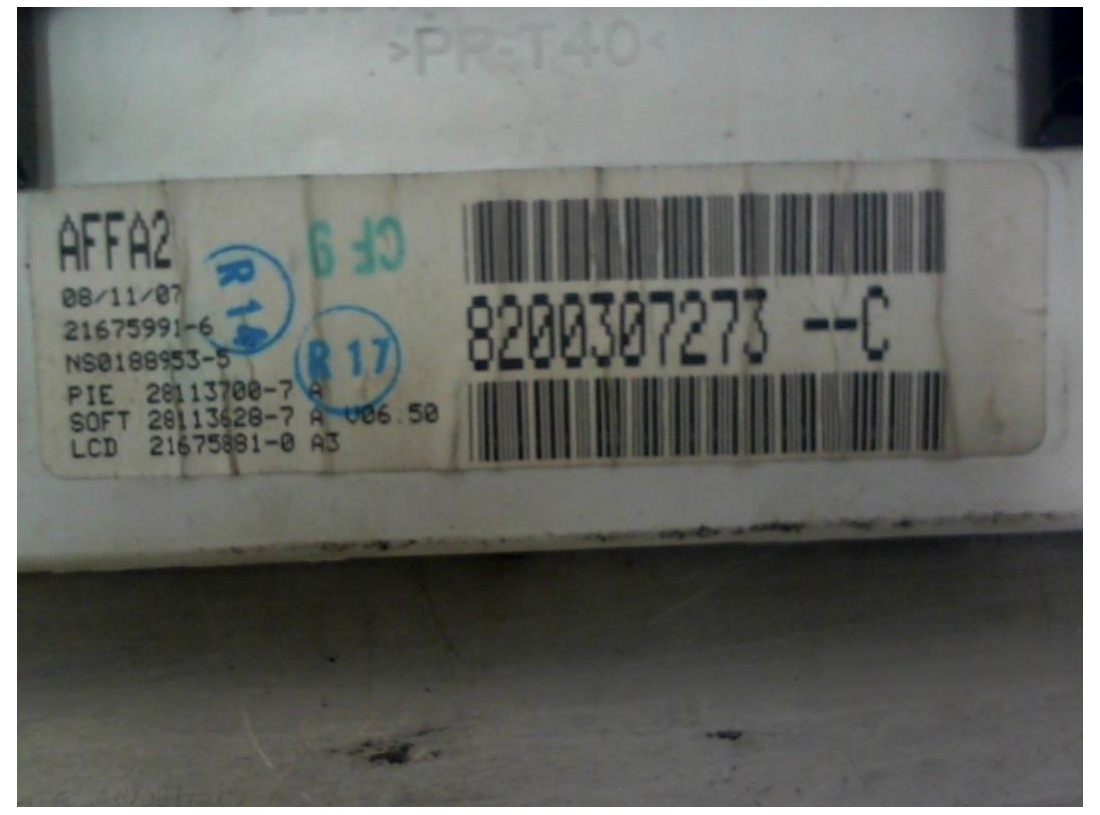 >PP-T40<
AFFA2
08/11/07
21675991-6
NS0188953-5
PIE 28113700-7 A
SOFT 28113628-7 A V06.50
LCD 21675881-0 A3
R 14
CF 9
R 17
8200307273 --C